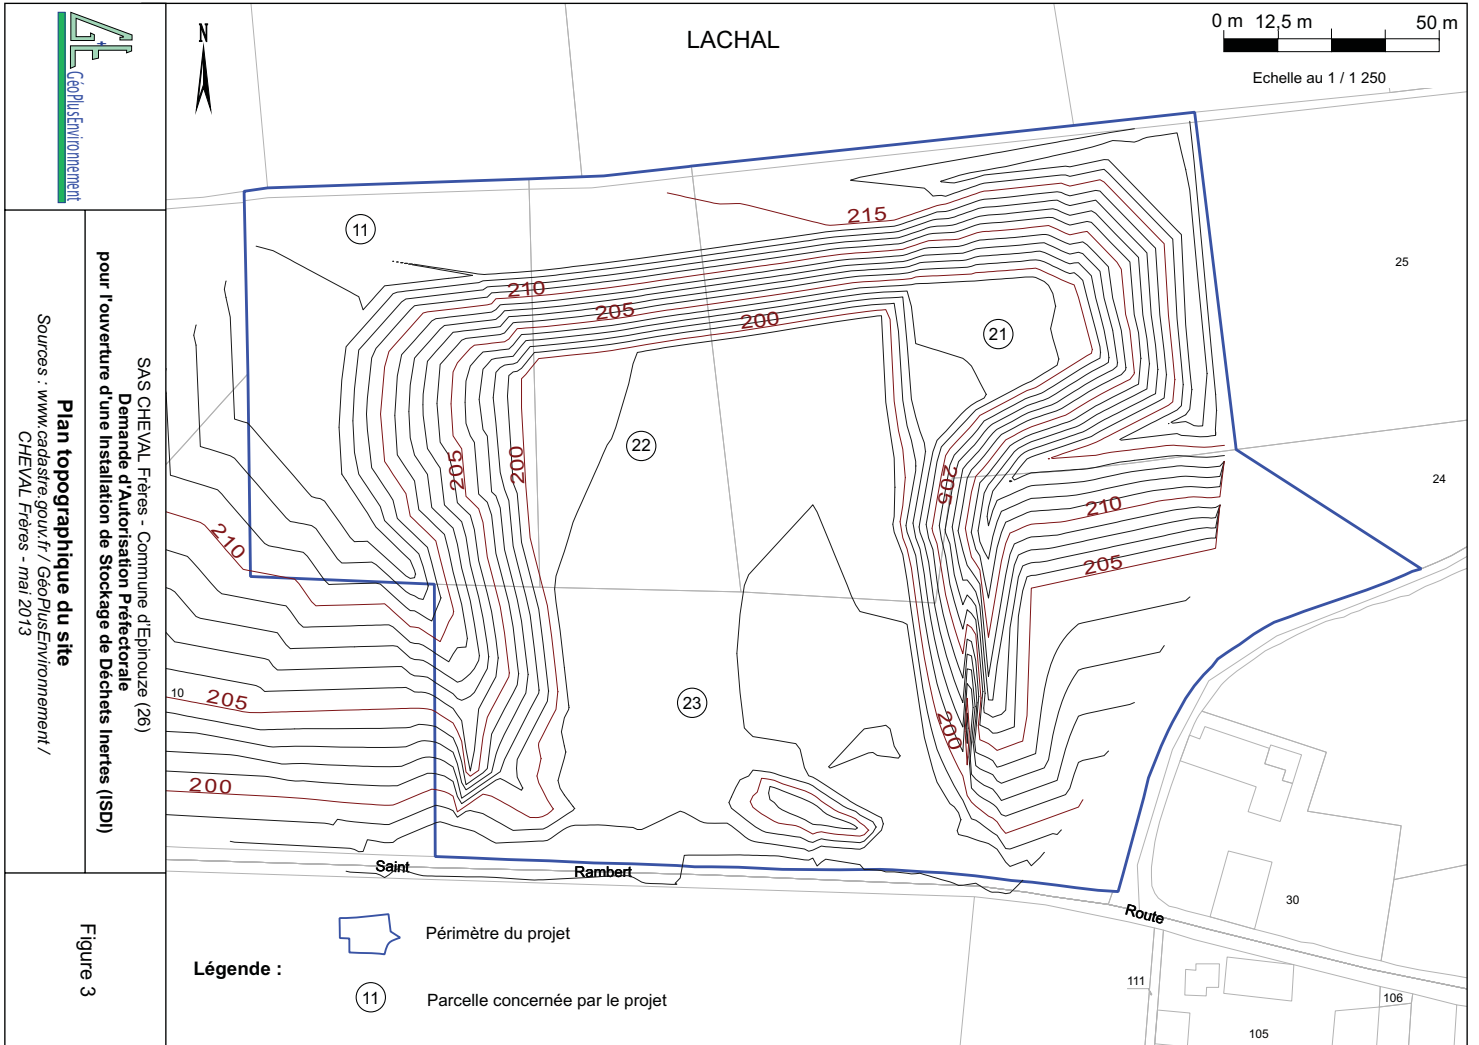 GéoPlusEnvironnement
SAS CHEVAL Frères - Commune d'Epinouze (26)
Demande d'Autorisation Préfectorale
pour l'ouverture d'une Installation de Stockage de Déchets Inertes (ISDI)
Plan topographique du site
Sources : www.cadastre.gouv.fr / GéoPlusEnvironnement /
CHEVAL Frères - mai 2013
Figure 3
N
LACHAL
0 m 12,5 m 50 m
Echelle au 1 / 1 250
11
215
25
210
205
200
21
22
205
200
205
24
210
210
205
10
205
23
200
200
Saint
Rambert
Route
30
111
106
105
Légende :
Périmètre du projet
11
Parcelle concernée par le projet